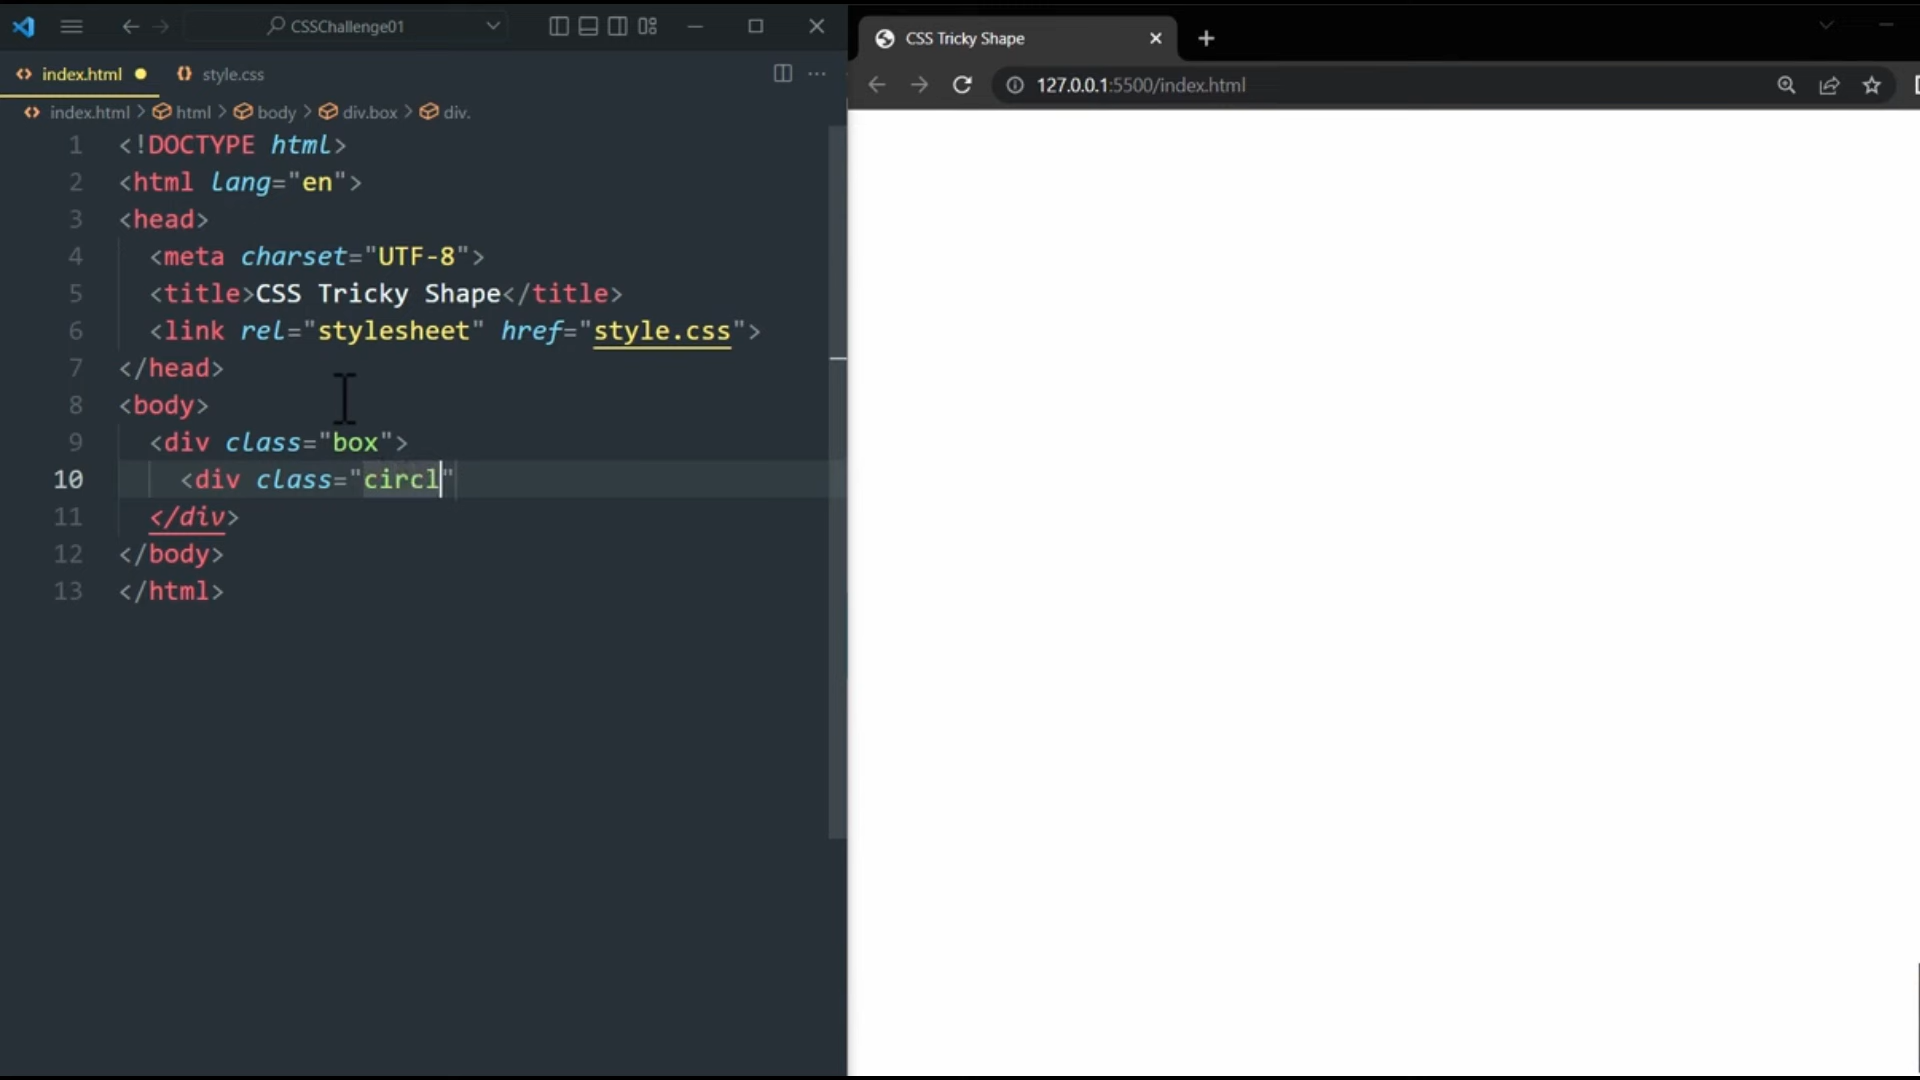 CSSChallenge01
index.html
style.css
index.html > html > body > div.box > div.
1 <!DOCTYPE html>
2 <html lang="en">
3 <head>
4 <meta charset="UTF-8">
5 <title>CSS Tricky Shape</title>
6 <link rel="stylesheet" href="style.css">
7 </head>
8 <body>
9 <div class="box">
10 <div class="circl"
11 </div>
12 </body>
13 </html>
CSS Tricky Shape
127.0.0.1:5500/index.html